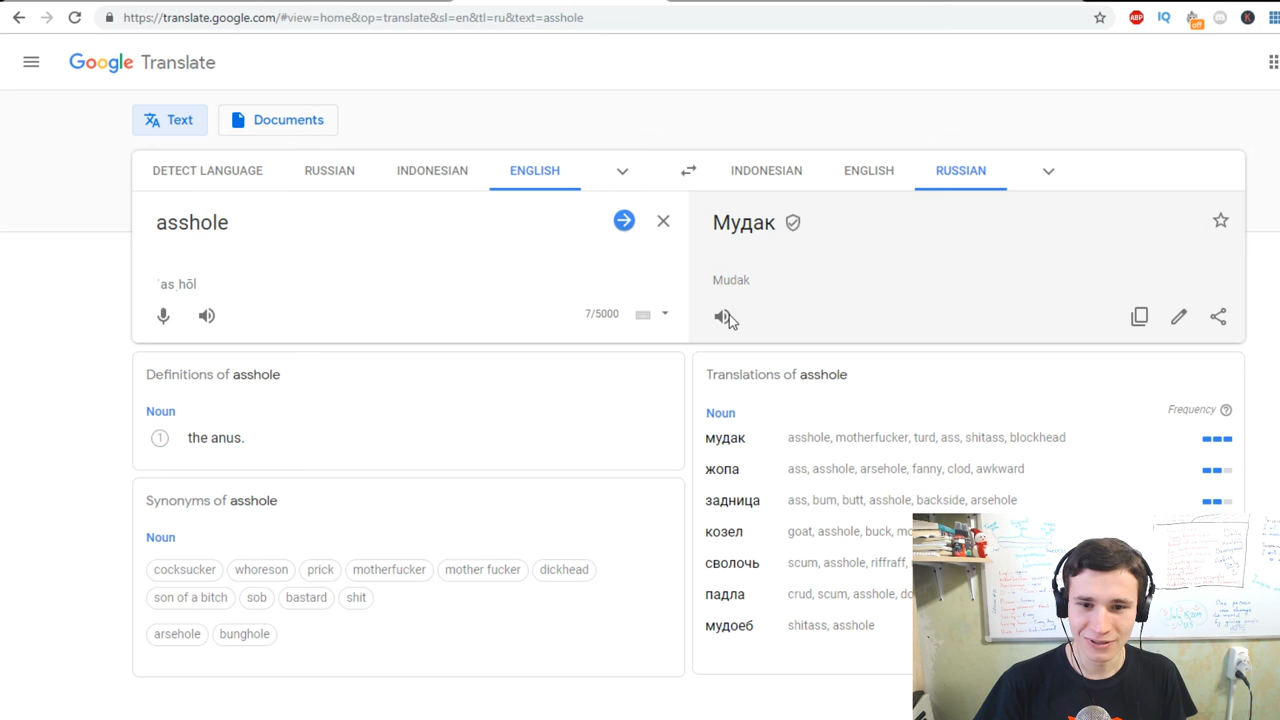 https://translate.google.com/#view=home&op=translate&sl=en&tl=ru&text=asshole
ABP
IQ
off
K
Google Translate
Text
Documents
DETECT LANGUAGE
RUSSIAN
INDONESIAN
ENGLISH
INDONESIAN
ENGLISH
RUSSIAN
asshole
Мудак
ˈasˌhōl
Mudak
7/5000
Definitions of asshole
Noun
1 the anus.
Synonyms of asshole
Noun
cocksucker whoreson prick motherfucker mother fucker dickhead
son of a bitch sob bastard shit
arsehole bunghole
Translations of asshole
Noun
Frequency ?
мудак asshole, motherfucker, turd, ass, shitass, blockhead
жопа ass, asshole, arsehole, fanny, clod, awkward
задница ass, bum, butt, asshole, backside, arsehole
козел goat, asshole, buck,
сволочь scum, asshole, riffraff,
падла crud, scum, asshole,
мудоеб shitass, asshole